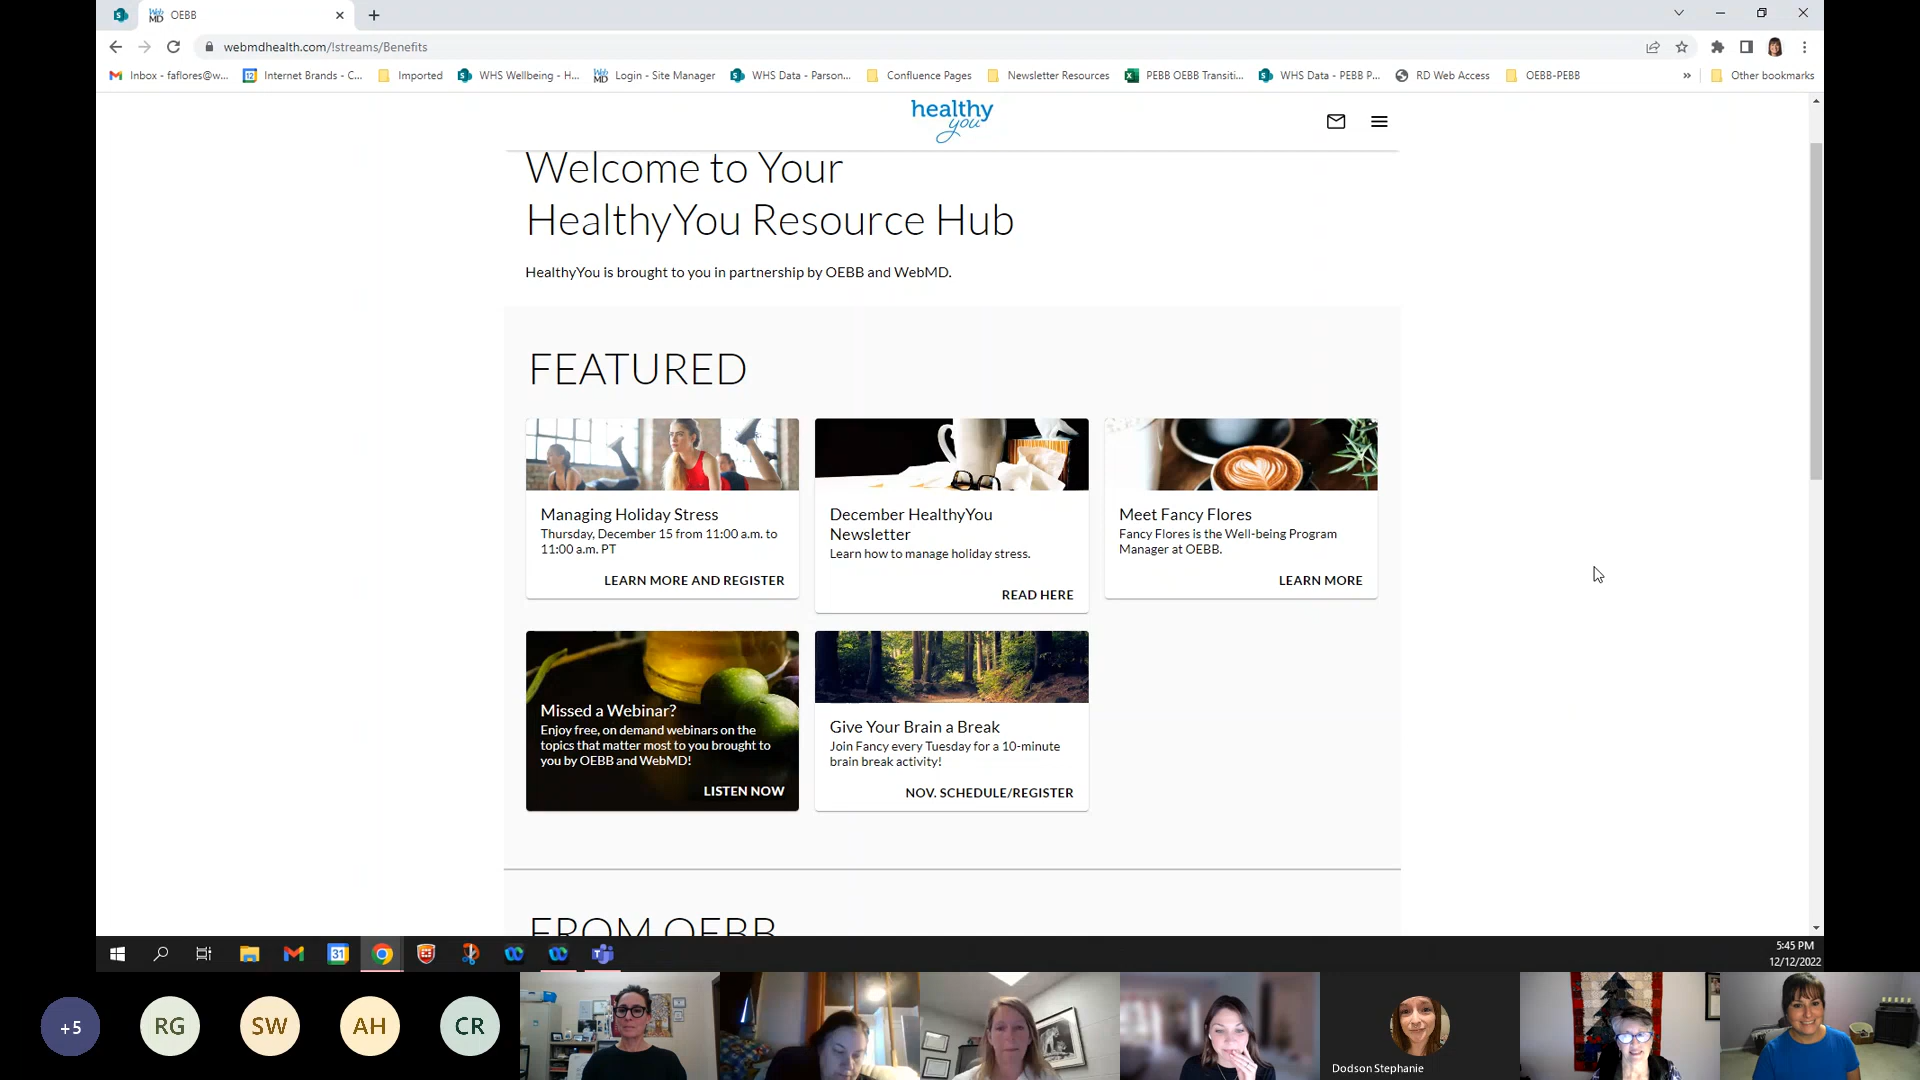 OEBB
webmdhealth.com/!streams/Benefits
Inbox - faflores@w...
Internet Brands - C...
Imported
WHS Wellbeing - H...
Login - Site Manager
WHS Data - Parson...
Confluence Pages
Newsletter Resources
PEBB OEBB Transiti...
WHS Data - PEBB P...
RD Web Access
OEBB-PEBB
»
Other bookmarks
healthy
you
Welcome to Your
HealthyYou Resource Hub
HealthyYou is brought to you in partnership by OEBB and WebMD.
FEATURED
Managing Holiday Stress
Thursday, December 15 from 11:00 a.m. to
11:00 a.m. PT
LEARN MORE AND REGISTER
December HealthyYou
Newsletter
Learn how to manage holiday stress.
READ HERE
Meet Fancy Flores
Fancy Flores is the Well-being Program
Manager at OEBB.
LEARN MORE
Missed a Webinar?
Enjoy free, on demand webinars on the
topics that matter most to you brought to
you by OEBB and WebMD!
LISTEN NOW
Give Your Brain a Break
Join Fancy every Tuesday for a 10-minute
brain break activity!
NOV. SCHEDULE/REGISTER
FROM OEBB
31
5:45 PM
12/12/2022
+5
RG
SW
AH
CR
Dodson Stephanie